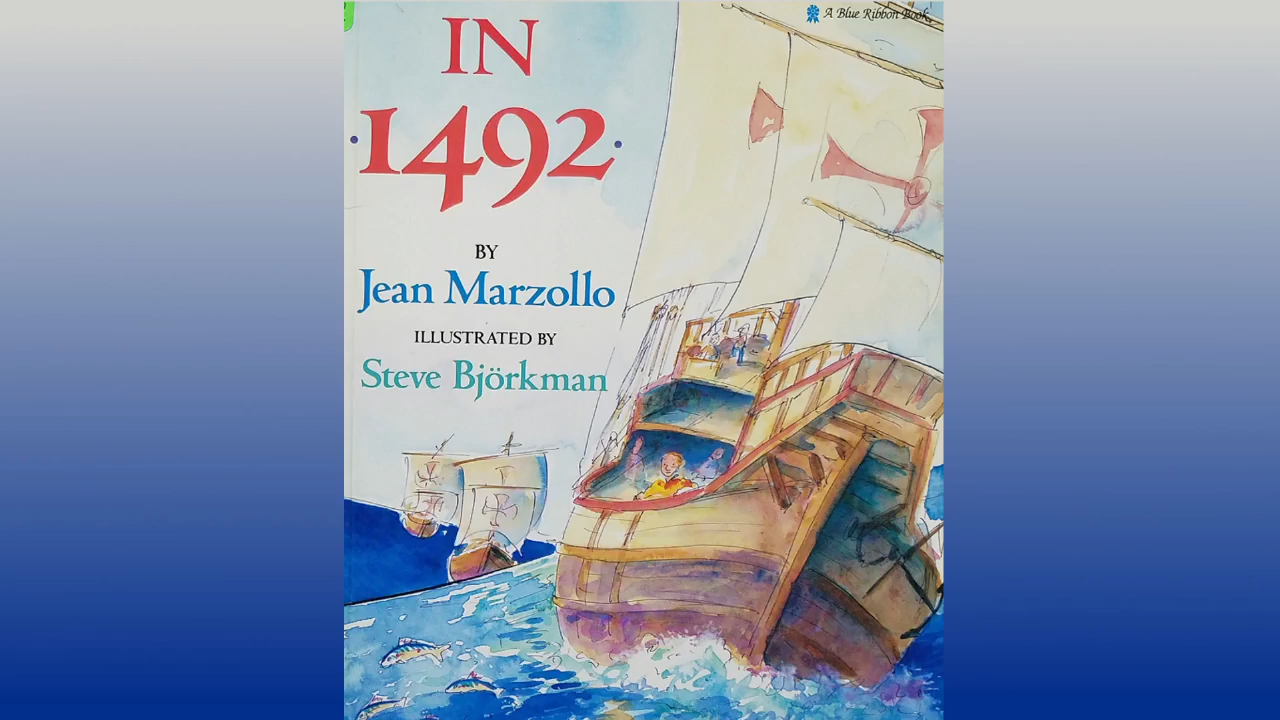 A Blue Ribbon Book
IN
·1492·
BY
Jean Marzollo
ILLUSTRATED BY
Steve Björkman